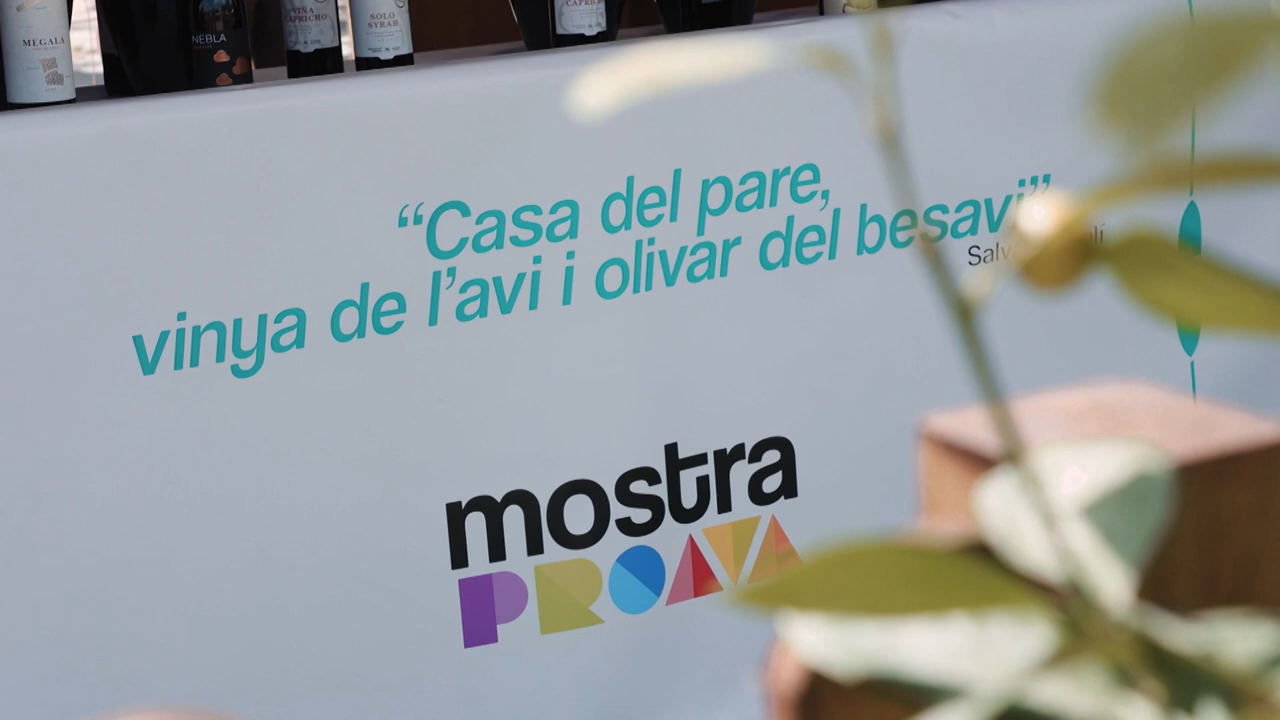 MEGALA
NEBLA
VIÑA
CAPRICHO
SOLO
SYRAH
“Casa del pare,
vinya de l’avi i olivar del besavi”
mostra
PROAVA